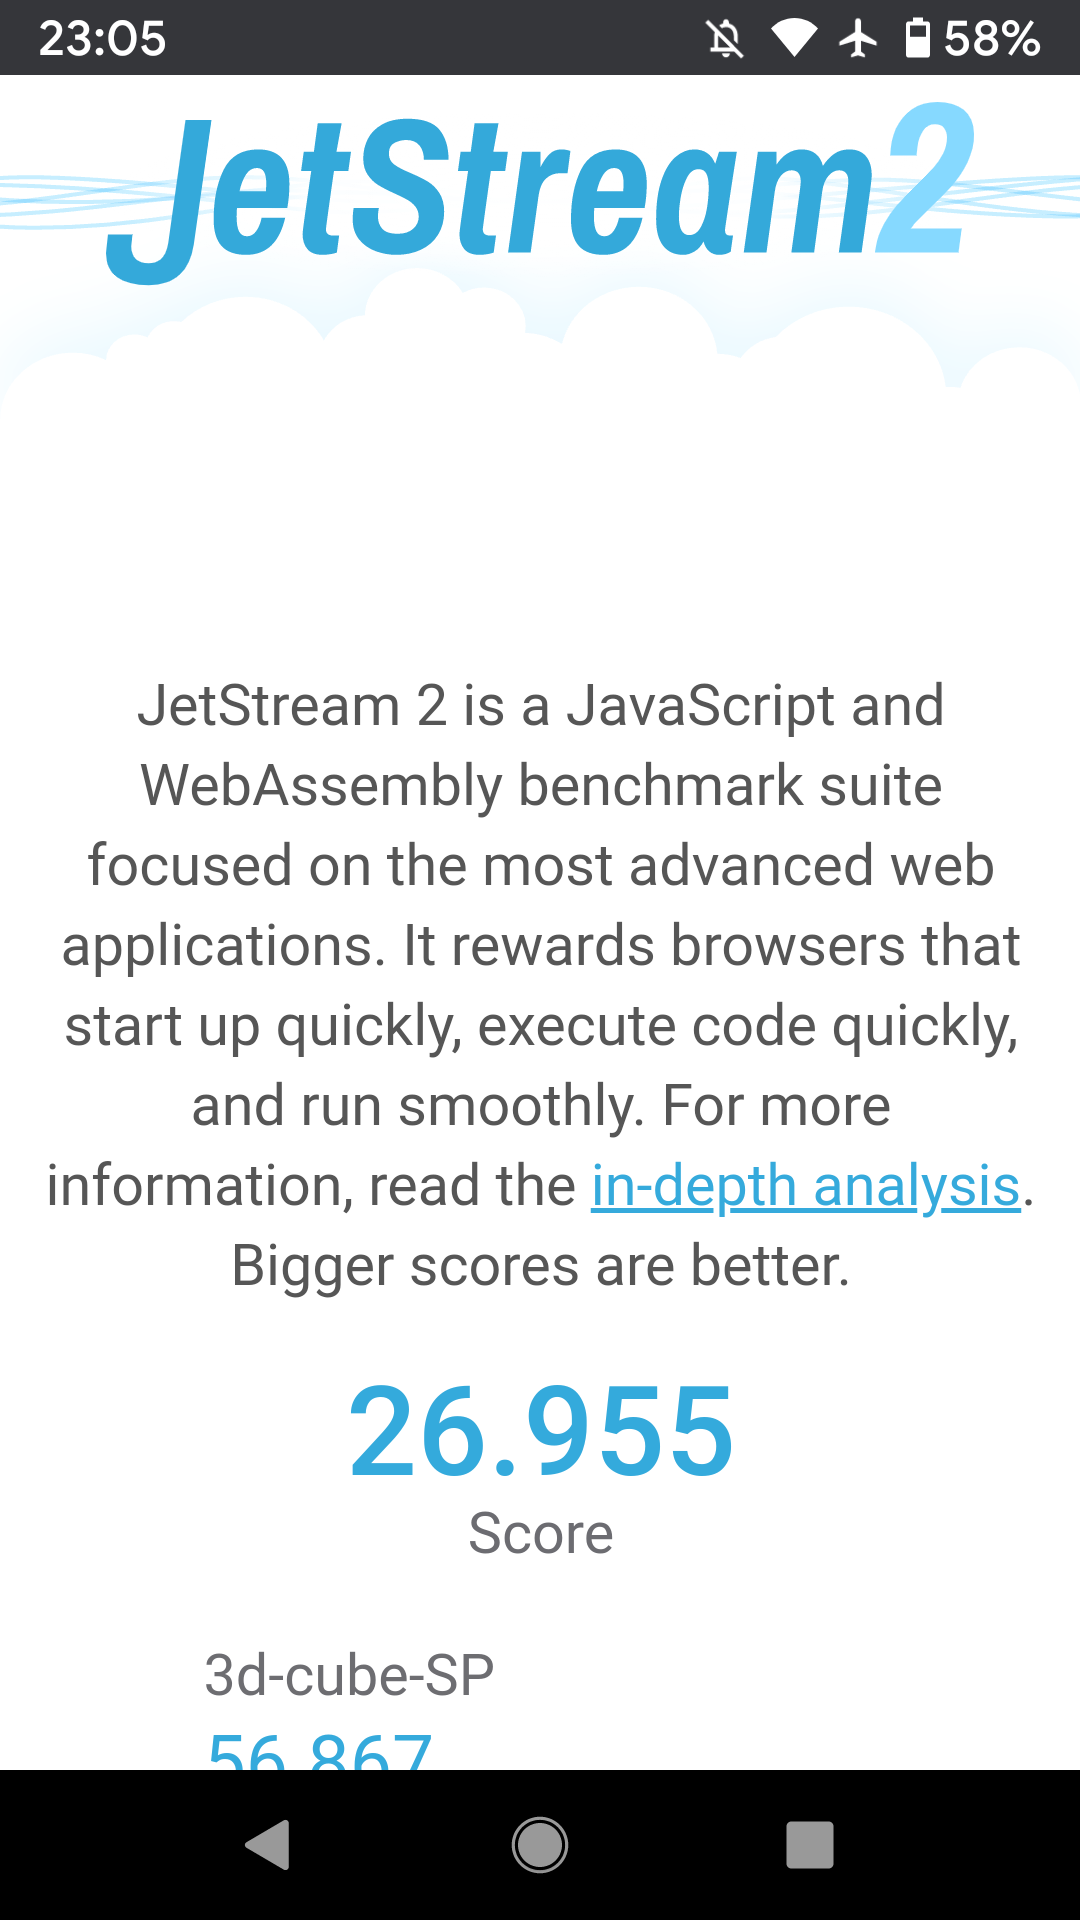 23:05 58%
JetStream2
JetStream 2 is a JavaScript and
WebAssembly benchmark suite
focused on the most advanced web
applications. It rewards browsers that
start up quickly, execute code quickly,
and run smoothly. For more
information, read the in-depth analysis.
Bigger scores are better.
26.955
Score
3d-cube-SP
56.867